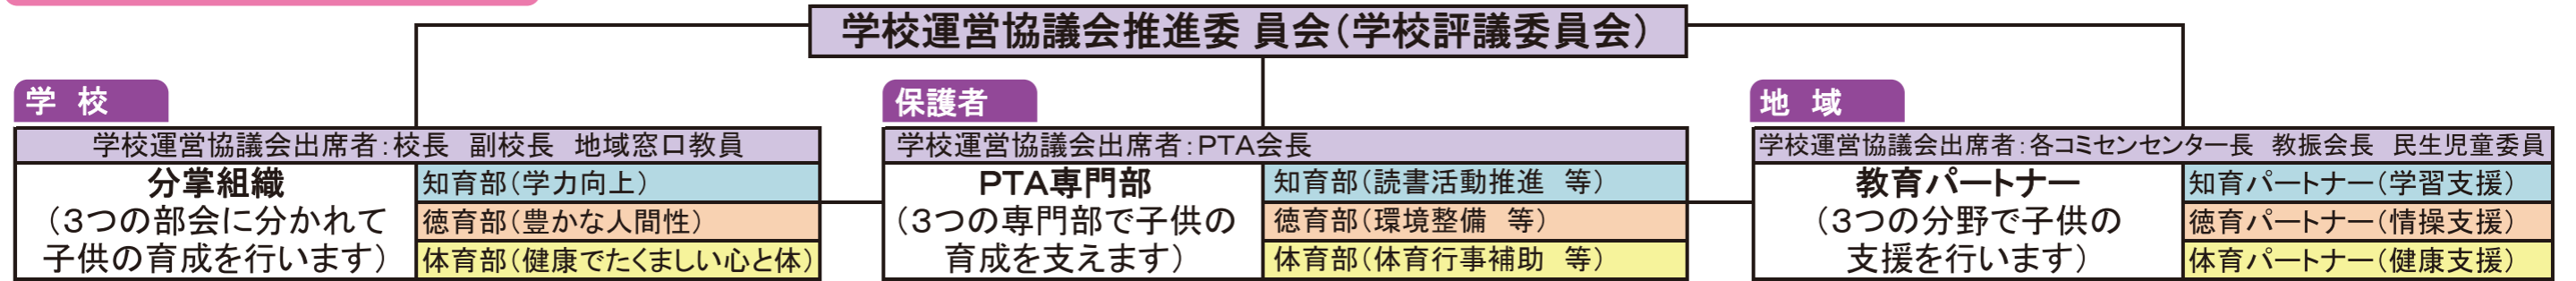 学校運営協議会推進委 員会(学校評議委員会)
学 校
学校運営協議会出席者:校長 副校長 地域窓口教員
分掌組織
(3つの部会に分かれて
子供の育成を行います)
知育部(学力向上)
徳育部(豊かな人間性)
体育部(健康でたくましい心と体)
保護者
学校運営協議会出席者:PTA会長
PTA専門部
(3つの専門部で子供の
育成を支えます)
知育部(読書活動推進 等)
徳育部(環境整備 等)
体育部(体育行事補助 等)
地 域
学校運営協議会出席者:各コミセンセンター長 教振会長 民生児童委員
教育パートナー
(3つの分野で子供の
支援を行います)
知育パートナー(学習支援)
徳育パートナー(情操支援)
体育パートナー(健康支援)